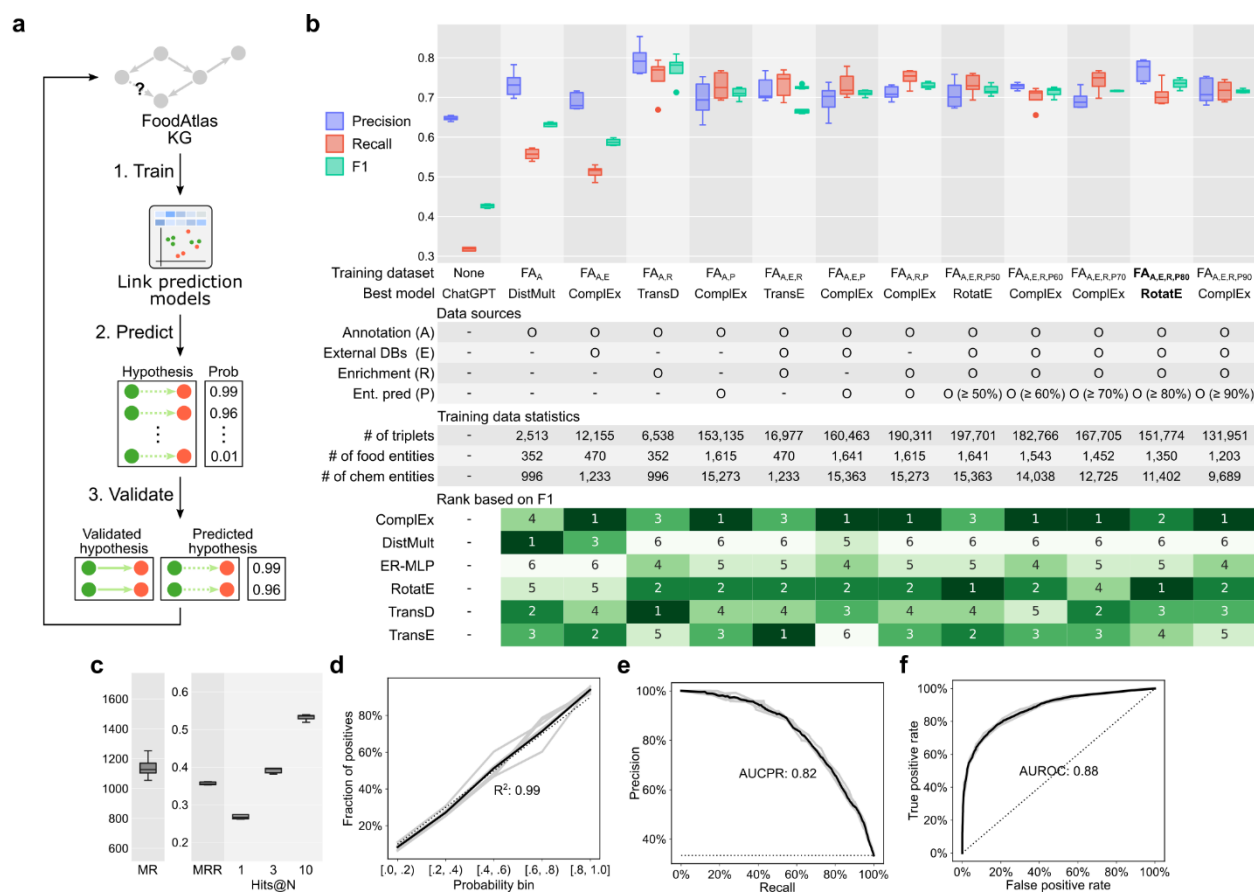 a
?
FoodAtlas
KG
1. Train
Link prediction
models
2. Predict
Hypothesis Prob
0.99
0.96
0.01
3. Validate
Validated Predicted
hypothesis hypothesis
0.99
0.96
b
0.8
0.7
0.6
0.5
0.4
0.3
Precision
Recall
F1
Training dataset None FA_A FA_A,E FA_A,R FA_A,P FA_A,E,R FA_A,E,P FA_A,R,P FA_A,E,R,P50 FA_A,E,R,P60 FA_A,E,R,P70 FA_A,E,R,P80 FA_A,E,R,P90
Best model ChatGPT DistMult ComplEx TransD ComplEx TransE ComplEx ComplEx RotatE ComplEx ComplEx RotatE ComplEx
Data sources
Annotation (A) - O O O O O O O O O O O O
External DBs (E) - - O - - O O - O O O O O
Enrichment (R) - - - O - O - O O O O O O
Ent. pred (P) - - - - O - O O O (≥ 50%) O (≥ 60%) O (≥ 70%) O (≥ 80%) O (≥ 90%)
Training data statistics
# of triplets - 2,513 12,155 6,538 153,135 16,977 160,463 190,311 197,701 182,766 167,705 151,774 131,951
# of food entities - 352 470 352 1,615 470 1,641 1,615 1,641 1,543 1,452 1,350 1,203
# of chem entities - 996 1,233 996 15,273 1,233 15,363 15,273 15,363 14,038 12,725 11,402 9,689
Rank based on F1
ComplEx - 4 1 3 1 3 1 1 3 1 1 2 1
DistMult - 1 3 6 6 6 5 6 6 6 6 6 6
ER-MLP - 6 6 4 5 4 5 5 5 4 5 5 4
RotatE - 5 5 2 2 2 2 2 1 2 4 1 2
TransD - 2 4 1 4 4 3 4 4 5 2 3 3
TransE - 3 2 5 3 1 6 3 2 3 3 4 5
c
1600
1400
1200
1000
800
600
MR
0.6
0.5
0.4
0.3
0.2
MRR 1 3 10
Hits@N
d
Fraction of positives
80%
60%
40%
20%
R²: 0.99
[.0, .2) [.2, .4) [.4, .6) [.6, .8) [.8, 1.0]
Probability bin
e
Precision
100%
80%
60%
40%
AUCPR: 0.82
0% 20% 40% 60% 80% 100%
Recall
f
True positive rate
100%
80%
60%
40%
20%
0%
AUROC: 0.88
0% 20% 40% 60% 80% 100%
False positive rate